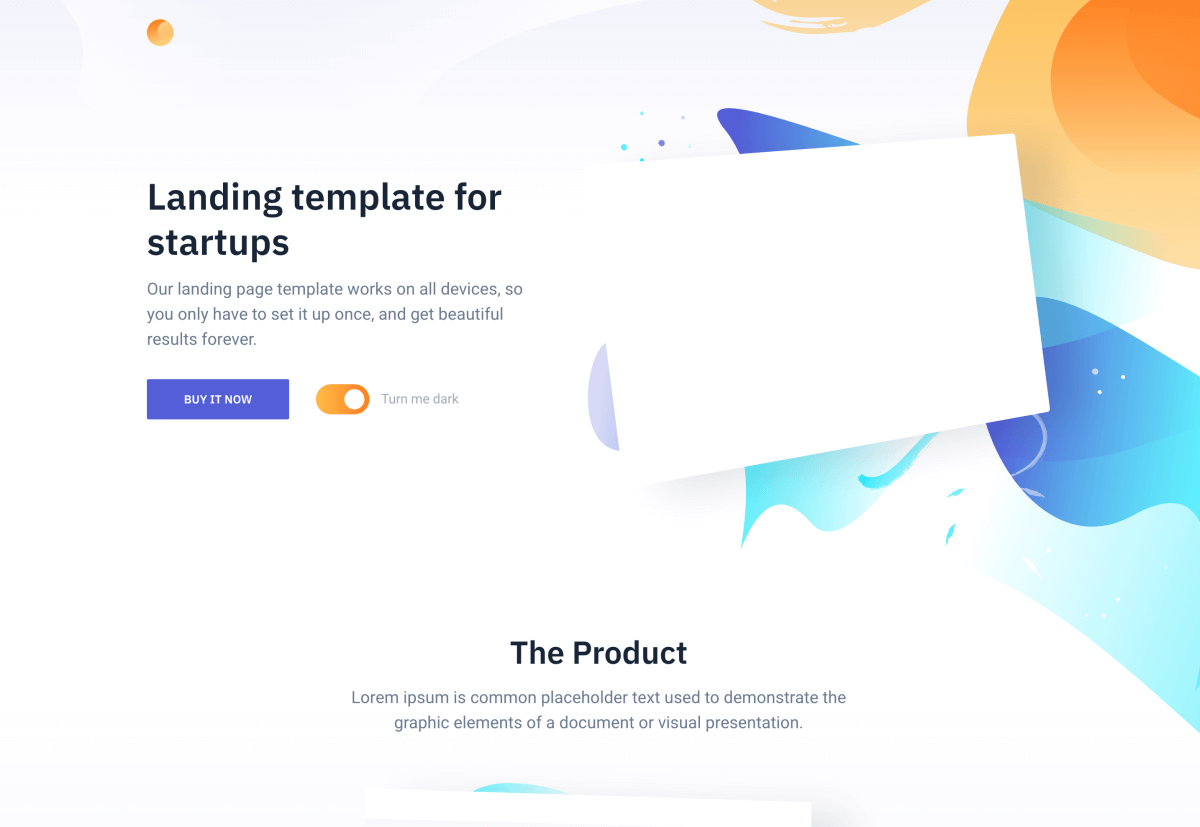 Landing template for
startups
Our landing page template works on all devices, so
you only have to set it up once, and get beautiful
results forever.
BUY IT NOW
Turn me dark
The Product
Lorem ipsum is common placeholder text used to demonstrate the
graphic elements of a document or visual presentation.